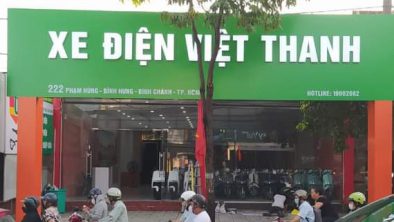 XE ĐIỆN VIỆT THANH
222 PHẠM HÙNG - BÌNH HƯNG - BÌNH CHÁNH - TP. HCM
HOTLINE: 19002082